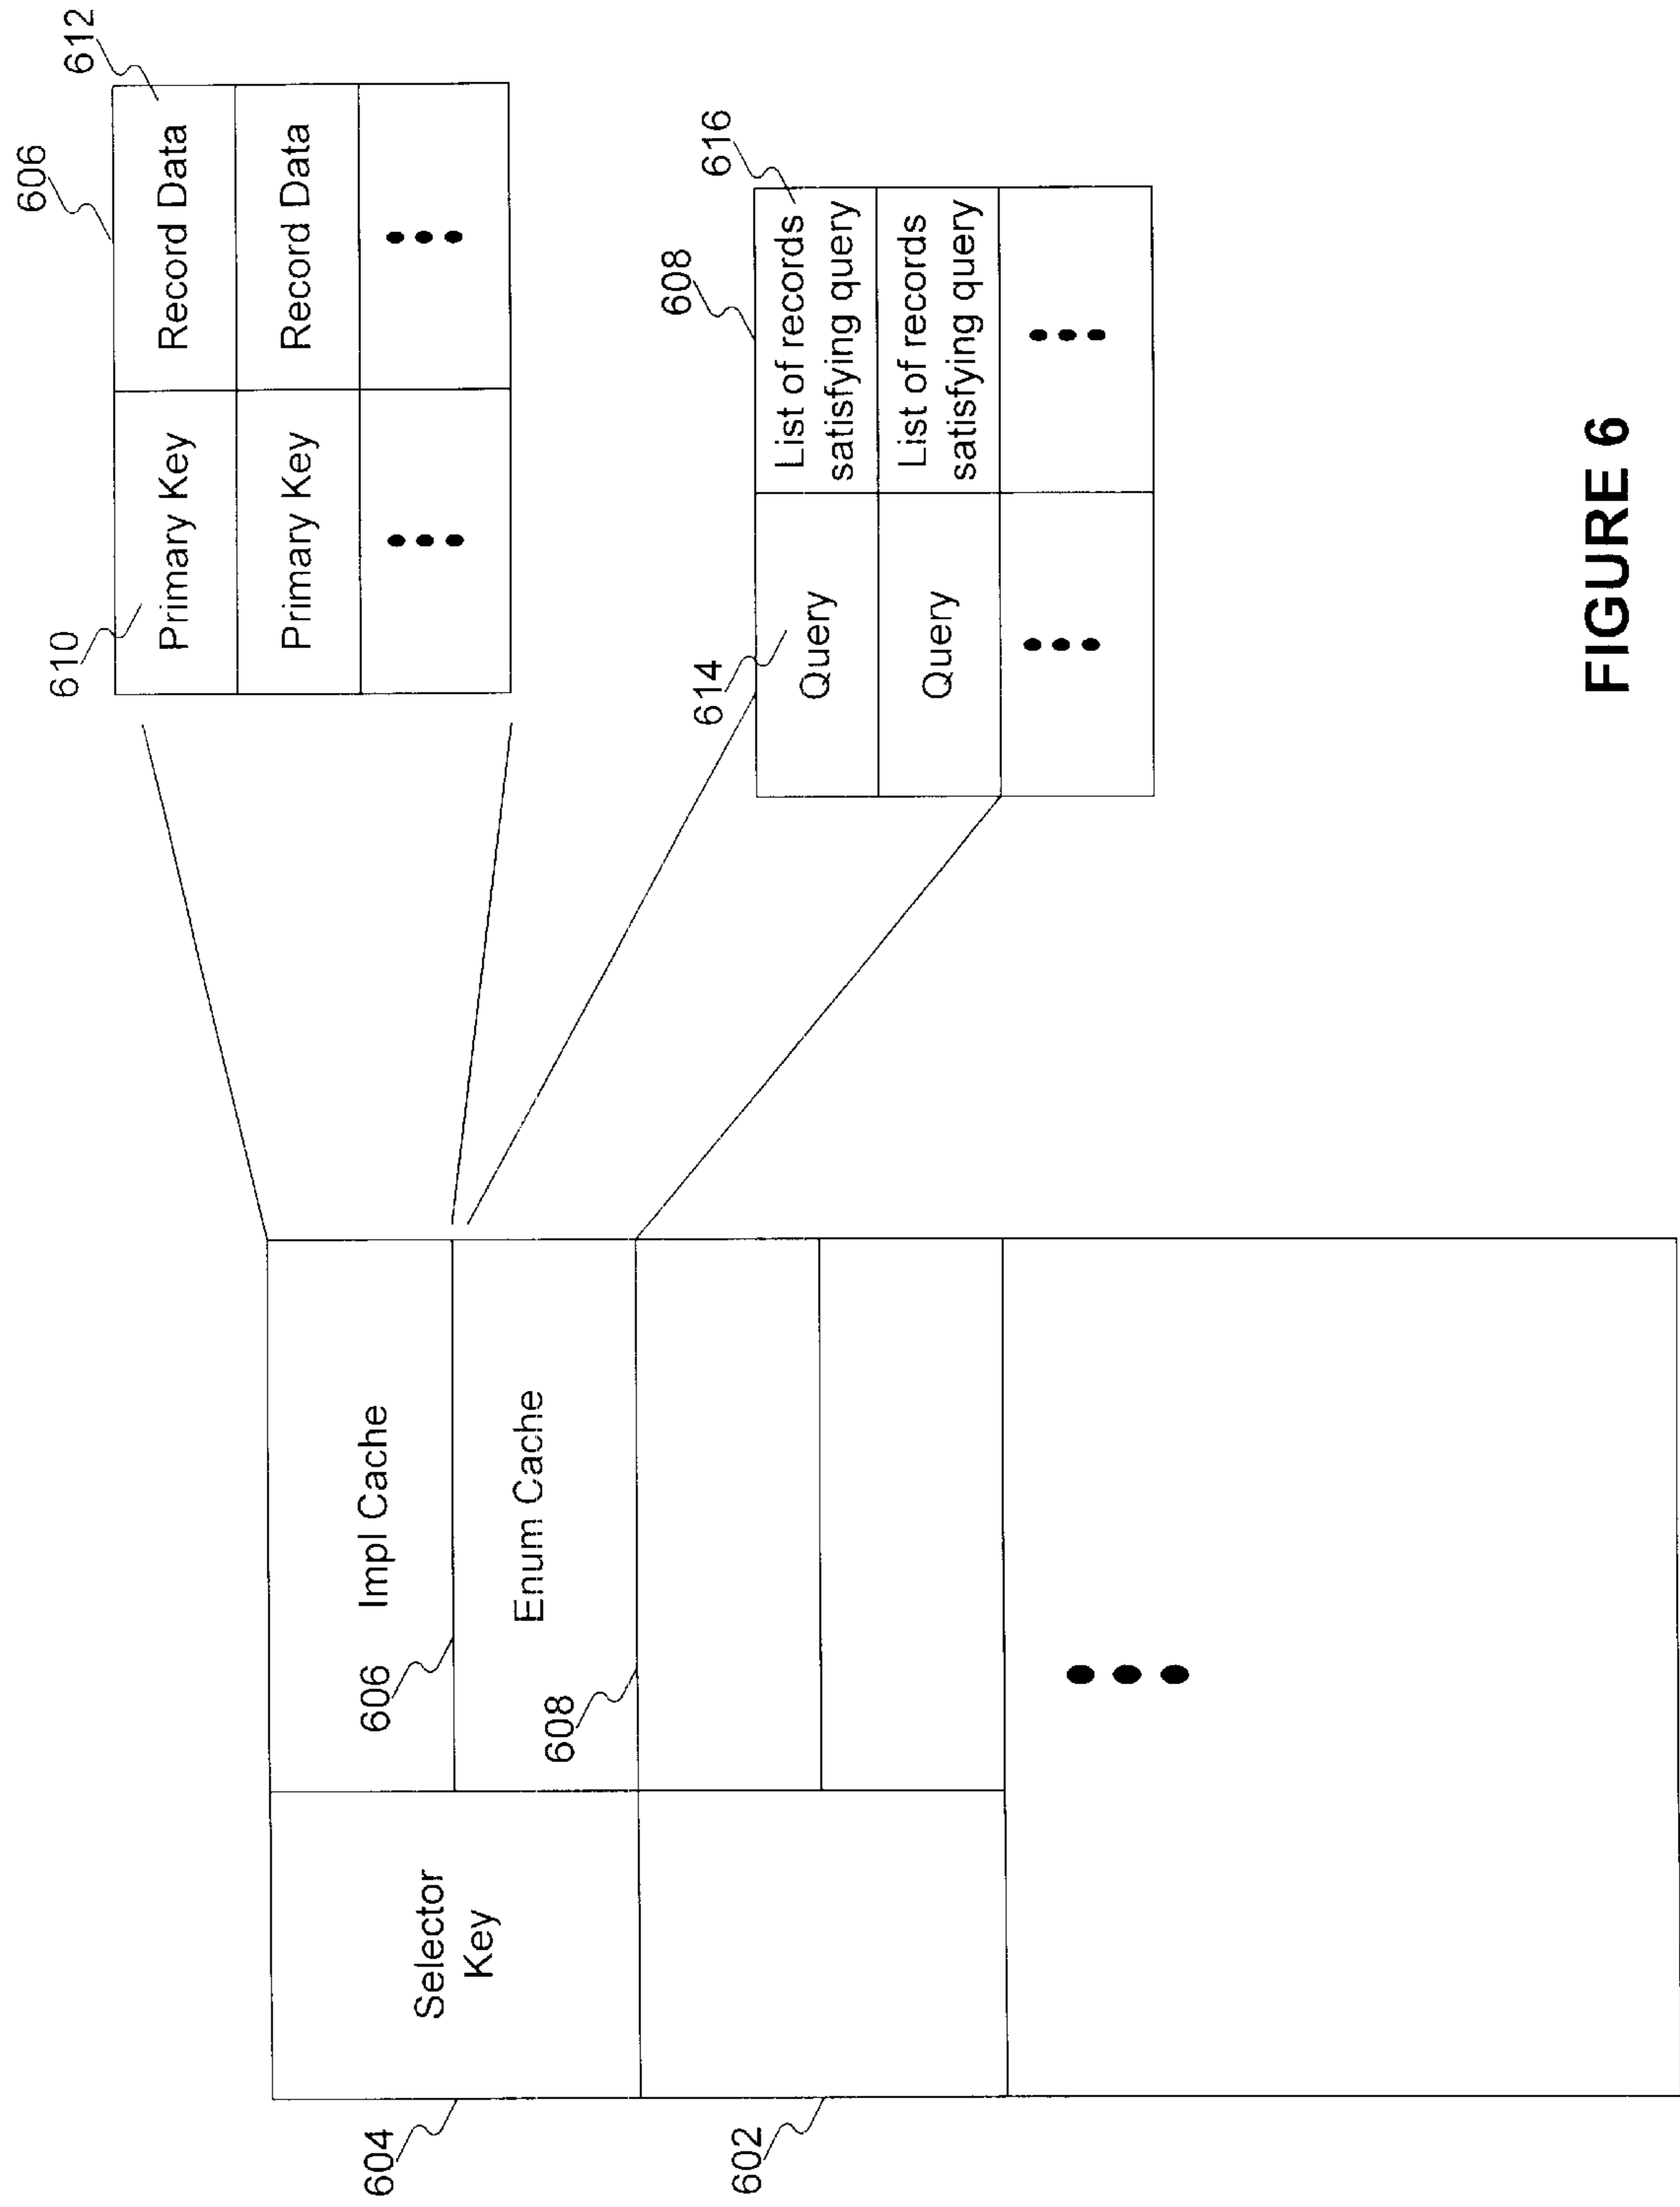 606
612
610
Primary Key
Record Data
Primary Key
Record Data
608
616
614
Query
List of records
satisfying query
Query
List of records
satisfying query
604
Selector
Key
606
Impl Cache
608
Enum Cache
602
FIGURE 6